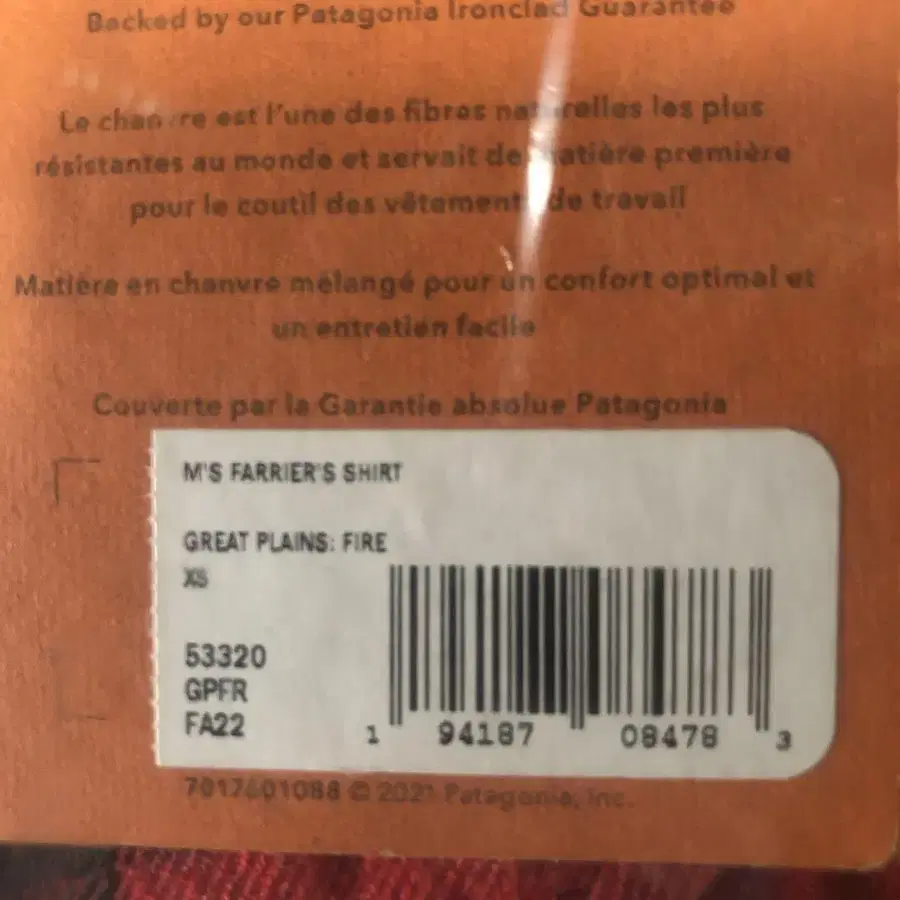 Backed by our Patagonia Ironclad Guarantee
Le chanvre est l'une des fibres naturelles les plus
résistantes au monde et servait de matière première
pour le coutil des vêtements de travail
Matière en chanvre mélangé pour un confort optimal et
un entretien facile
Couverte par la Garantie absolue Patagonia
M'S FARRIER'S SHIRT
GREAT PLAINS: FIRE
XS
53320
GPFR
FA22
1 94187 08478 3
7017601088 © 2021 Patagonia, Inc.